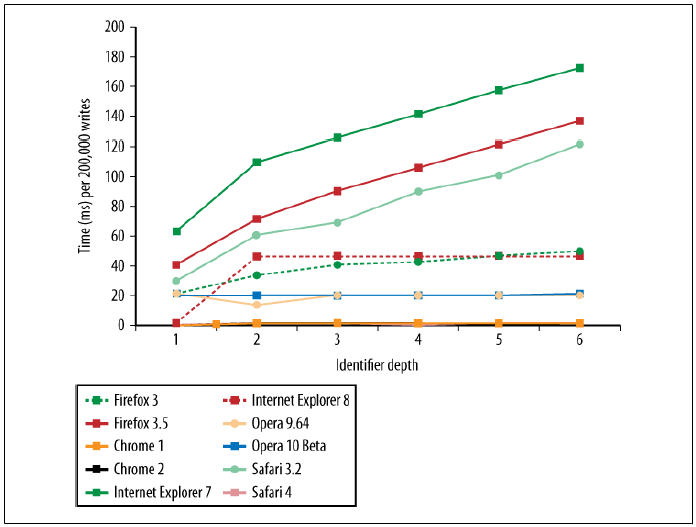 200
180
160
140
120
100
80
60
40
20
0
Time (ms) per 200,000 writes
1 2 3 4 5 6
Identifier depth
Firefox 3 Internet Explorer 8
Firefox 3.5 Opera 9.64
Chrome 1 Opera 10 Beta
Chrome 2 Safari 3.2
Internet Explorer 7 Safari 4